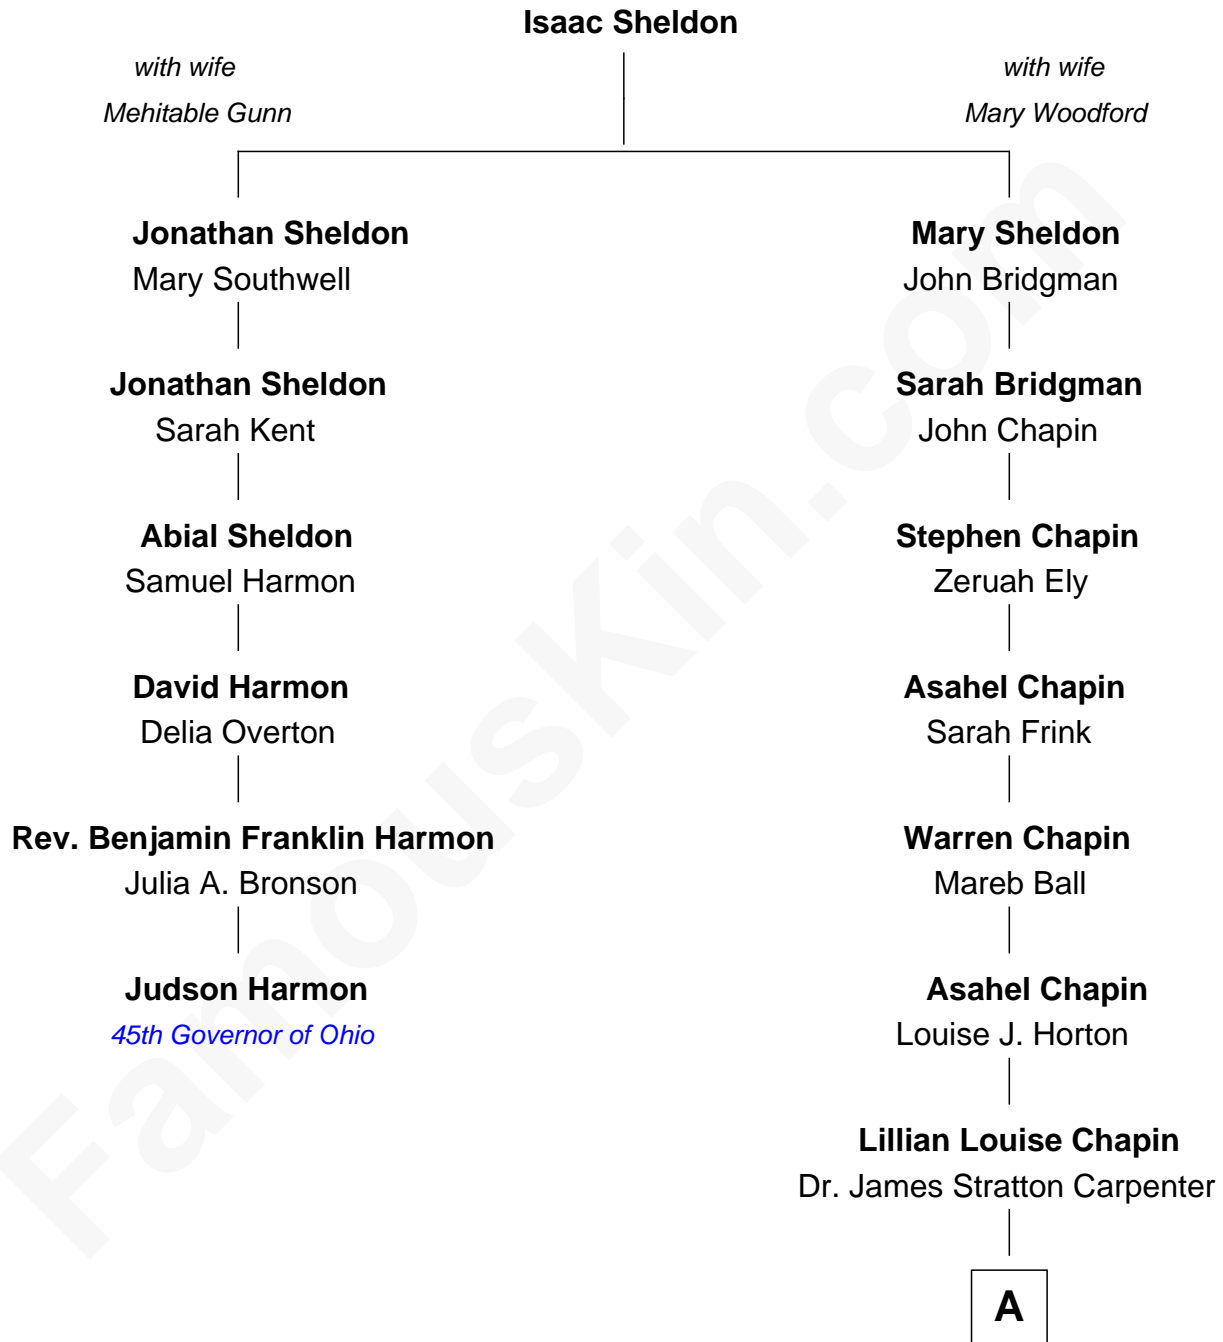 Isaac Sheldon
with wife
Mehitable Gunn
with wife
Mary Woodford
Jonathan Sheldon
Mary Southwell
Mary Sheldon
John Bridgman
Jonathan Sheldon
Sarah Kent
Sarah Bridgman
John Chapin
Abial Sheldon
Samuel Harmon
Stephen Chapin
Zeruah Ely
David Harmon
Delia Overton
Asahel Chapin
Sarah Frink
Rev. Benjamin Franklin Harmon
Julia A. Bronson
Warren Chapin
Mareb Ball
Judson Harmon
45th Governor of Ohio
Asahel Chapin
Louise J. Horton
Lillian Louise Chapin
Dr. James Stratton Carpenter
A
FamousKin.com